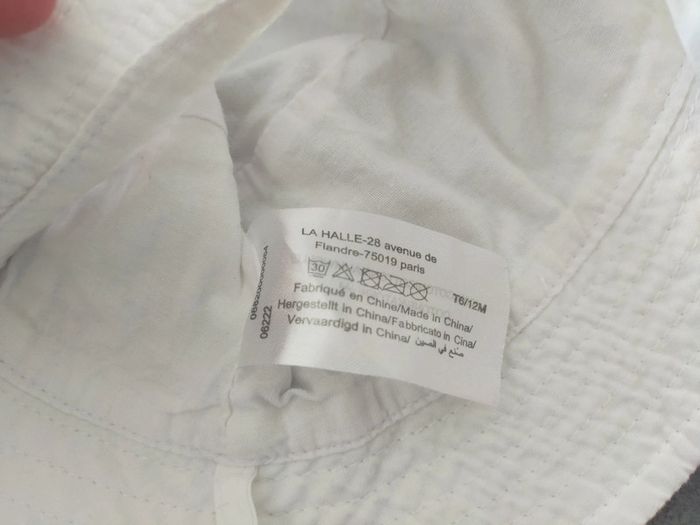 LA HALLE-28 avenue de
Flandre-75019 paris
30
T6/12M
Fabriqué en Chine/Made in China/
Hergestellt in China/Fabbricato in Cina/
Vervaardigd in China/ صنع في الصين
06222